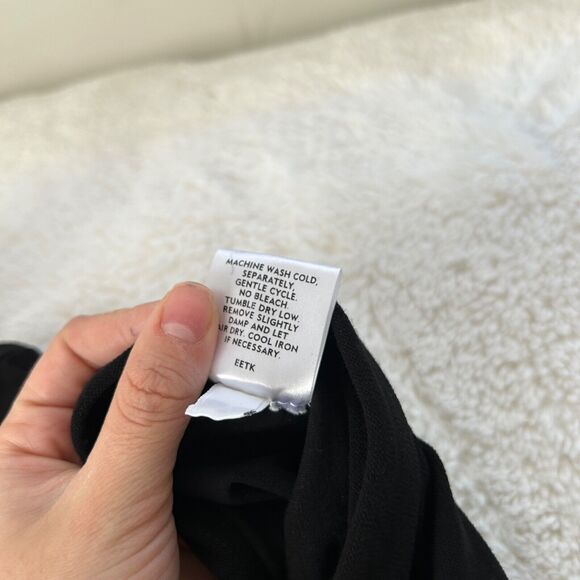 MACHINE WASH COLD,
SEPARATELY,
GENTLE CYCLE.
NO BLEACH.
TUMBLE DRY LOW.
REMOVE SLIGHTLY
DAMP AND LET
AIR DRY. COOL IRON
IF NECESSARY.
EETK